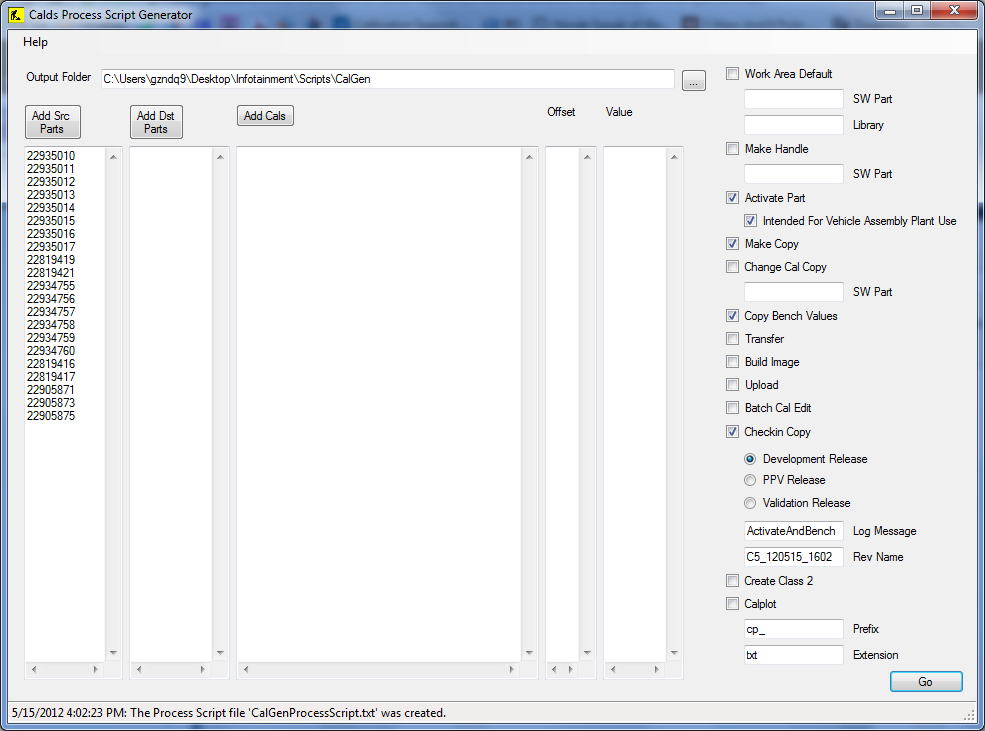 Calds Process Script Generator
Help
Output Folder
C:\Users\gzndq9\Desktop\Infotainment\Scripts\CalGen
...
Add Src Parts
Add Dst Parts
Add Cals
Offset
Value
22935010
22935011
22935012
22935013
22935014
22935015
22935016
22935017
22819419
22819421
22934755
22934756
22934757
22934758
22934759
22934760
22819416
22819417
22905871
22905873
22905875
Work Area Default
SW Part
Library
Make Handle
SW Part
Activate Part
Intended For Vehicle Assembly Plant Use
Make Copy
Change Cal Copy
SW Part
Copy Bench Values
Transfer
Build Image
Upload
Batch Cal Edit
Checkin Copy
Development Release
PPV Release
Validation Release
ActivateAndBench Log Message
C5_120515_1602 Rev Name
Create Class 2
Calplot
cp_ Prefix
txt Extension
Go
5/15/2012 4:02:23 PM: The Process Script file 'CalGenProcessScript.txt' was created.